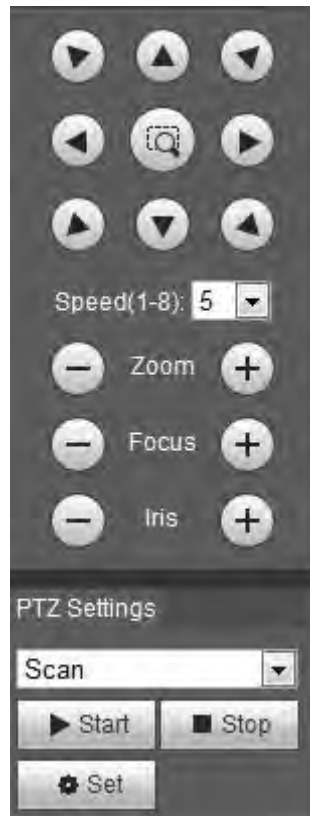 Speed(1-8): 5
Zoom
Focus
Iris
PTZ Settings
Scan
Start Stop
Set